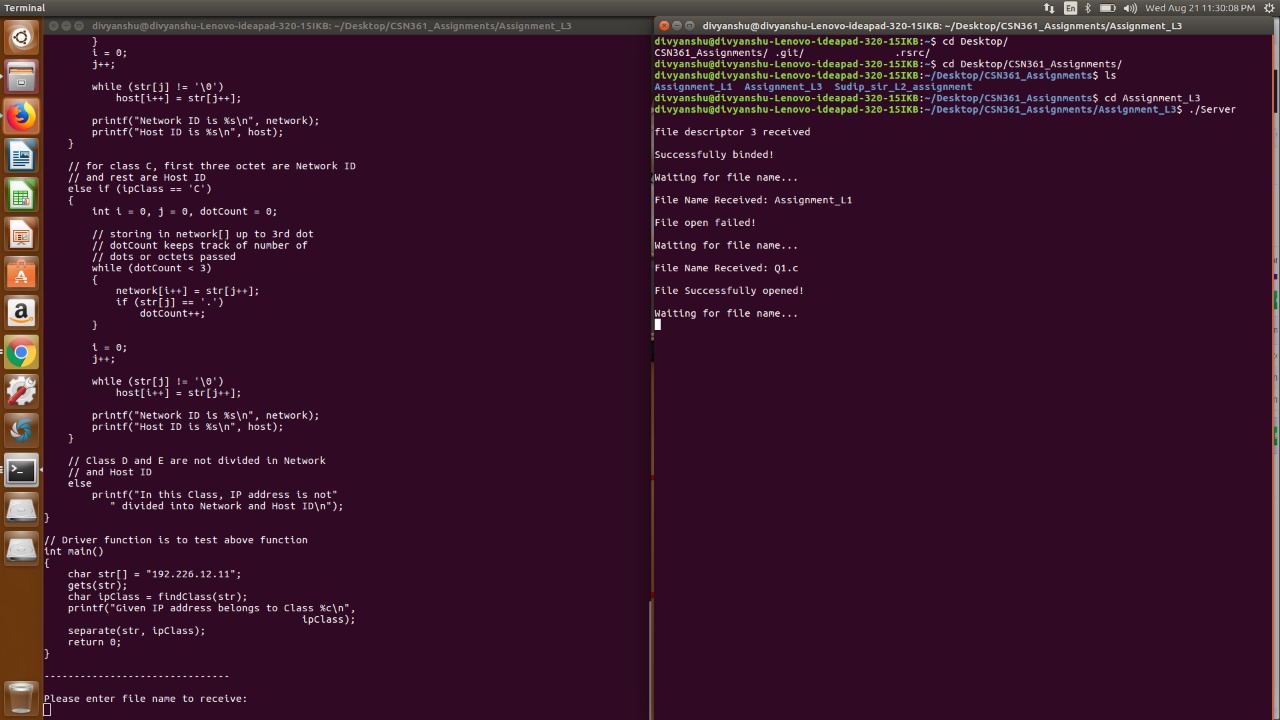 Terminal
En
Wed Aug 21 11:30:08 PM
divyanshu@divyanshu-Lenovo-ideapad-320-15IKB: ~/Desktop/CSN361_Assignments/Assignment_L3
        }
        i = 0;
        j++;

        while (str[j] != '\0')
            host[i++] = str[j++];

        printf("Network ID is %s\n", network);
        printf("Host ID is %s\n", host);
    }

    // for class C, first three octet are Network ID
    // and rest are Host ID
    else if (ipClass == 'C')
    {
        int i = 0, j = 0, dotCount = 0;

        // storing in network[] up to 3rd dot
        // dotCount keeps track of number of
        // dots or octets passed
        while (dotCount < 3)
        {
            network[i++] = str[j++];
            if (str[j] == '.')
                dotCount++;
        }

        i = 0;
        j++;

        while (str[j] != '\0')
            host[i++] = str[j++];

        printf("Network ID is %s\n", network);
        printf("Host ID is %s\n", host);
    }

    // Class D and E are not divided in Network
    // and Host ID
    else
        printf("In this Class, IP address is not"
           " divided into Network and Host ID\n");
}

// Driver function is to test above function
int main()
{
    char str[] = "192.226.12.11";
    gets(str);
    char ipClass = findClass(str);
    printf("Given IP address belongs to Class %c\n",
                                           ipClass);
    separate(str, ipClass);
    return 0;
}

-------------------------------

Please enter file name to receive:
divyanshu@divyanshu-Lenovo-ideapad-320-15IKB: ~/Desktop/CSN361_Assignments/Assignment_L3
divyanshu@divyanshu-Lenovo-ideapad-320-15IKB:~$ cd Desktop/
CSN361_Assignments/ .git/                .rsrc/
divyanshu@divyanshu-Lenovo-ideapad-320-15IKB:~$ cd Desktop/CSN361_Assignments/
divyanshu@divyanshu-Lenovo-ideapad-320-15IKB:~/Desktop/CSN361_Assignments$ ls
Assignment_L1  Assignment_L3  Sudip_sir_L2_assignment
divyanshu@divyanshu-Lenovo-ideapad-320-15IKB:~/Desktop/CSN361_Assignments$ cd Assignment_L3
divyanshu@divyanshu-Lenovo-ideapad-320-15IKB:~/Desktop/CSN361_Assignments/Assignment_L3$ ./Server

file descriptor 3 received

Successfully binded!

Waiting for file name...

File Name Received: Assignment_L1

File open failed!

Waiting for file name...

File Name Received: Q1.c

File Successfully opened!

Waiting for file name...